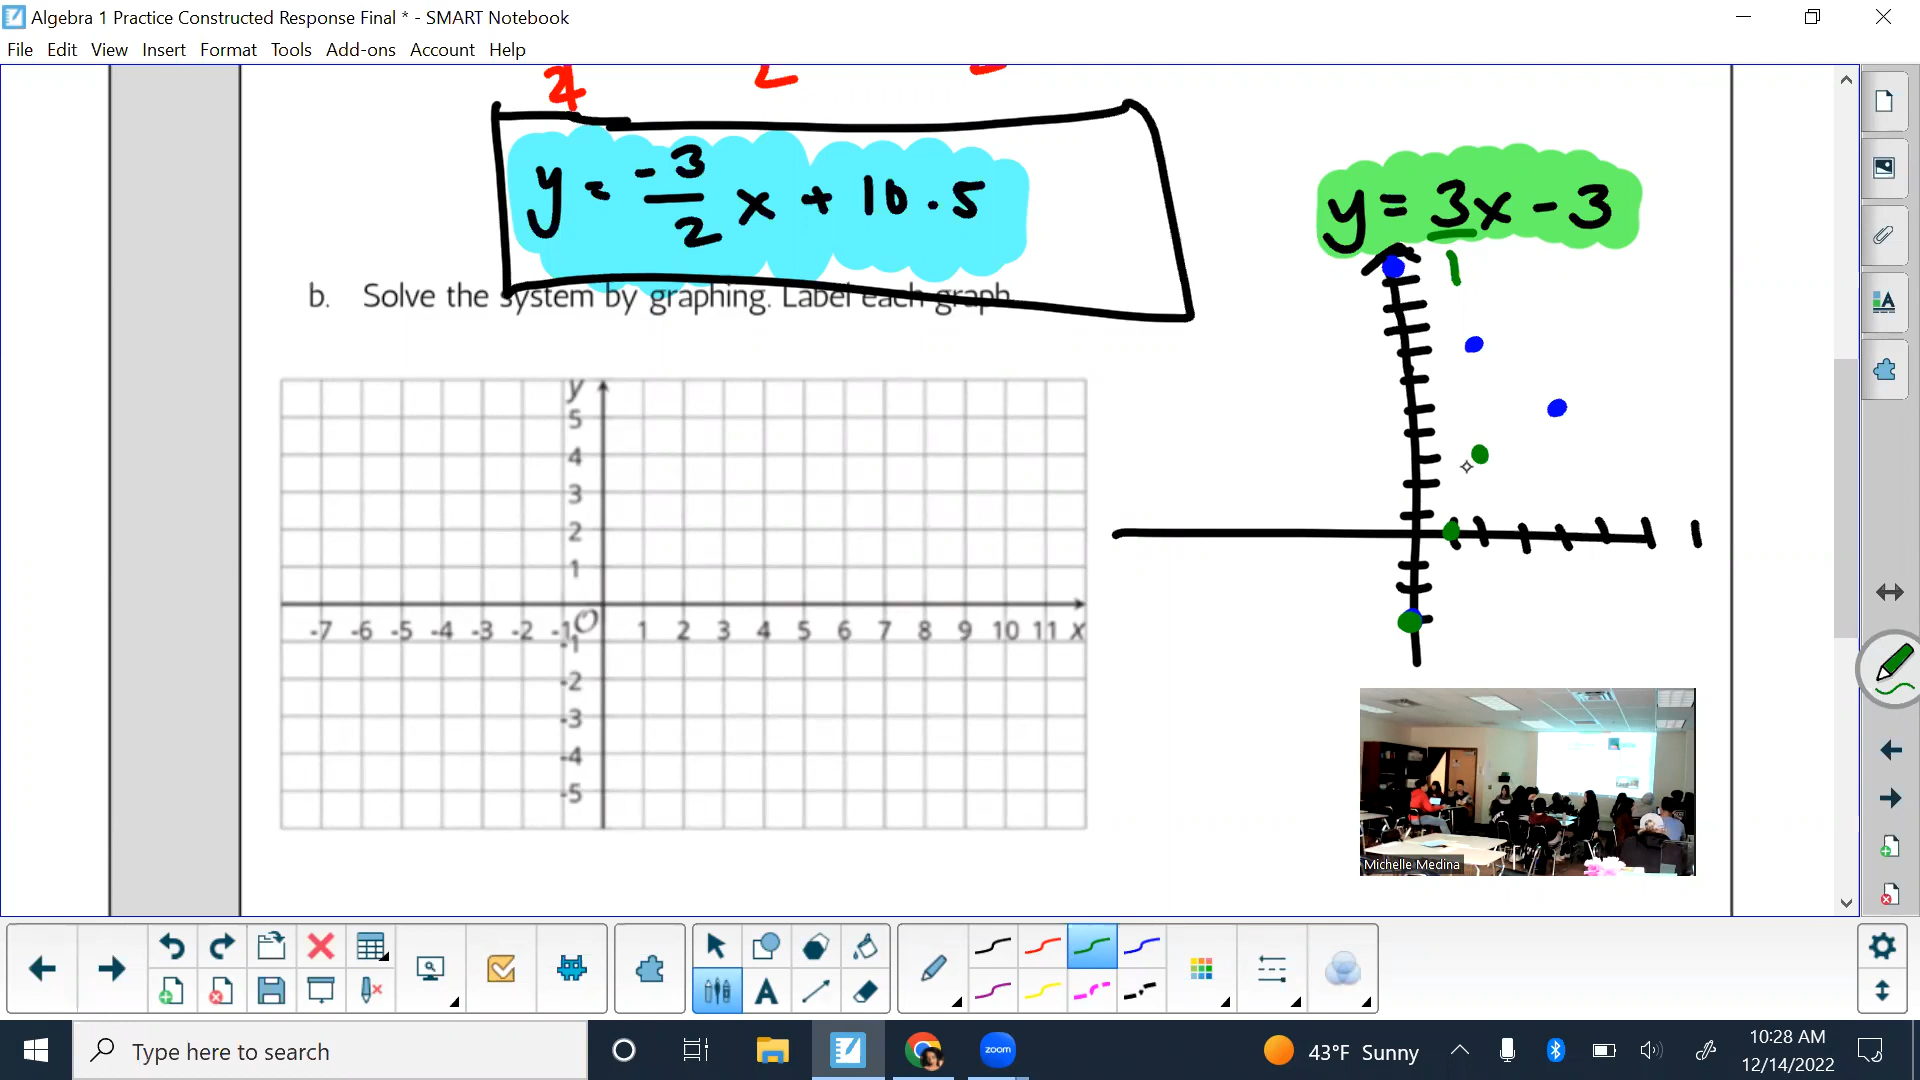 Algebra 1 Practice Constructed Response Final * - SMART Notebook
File Edit View Insert Format Tools Add-ons Account Help
2
y = -3/2 x + 10.5
y = 3x - 3
1
b. Solve the system by graphing. Label each graph.
y
5
4
3
2
1
-7 -6 -5 -4 -3 -2 -1 O 1 2 3 4 5 6 7 8 9 10 11 x
-1
-2
-3
-4
-5
Michelle Medina
A
Type here to search
zoom
43°F Sunny
10:28 AM
12/14/2022